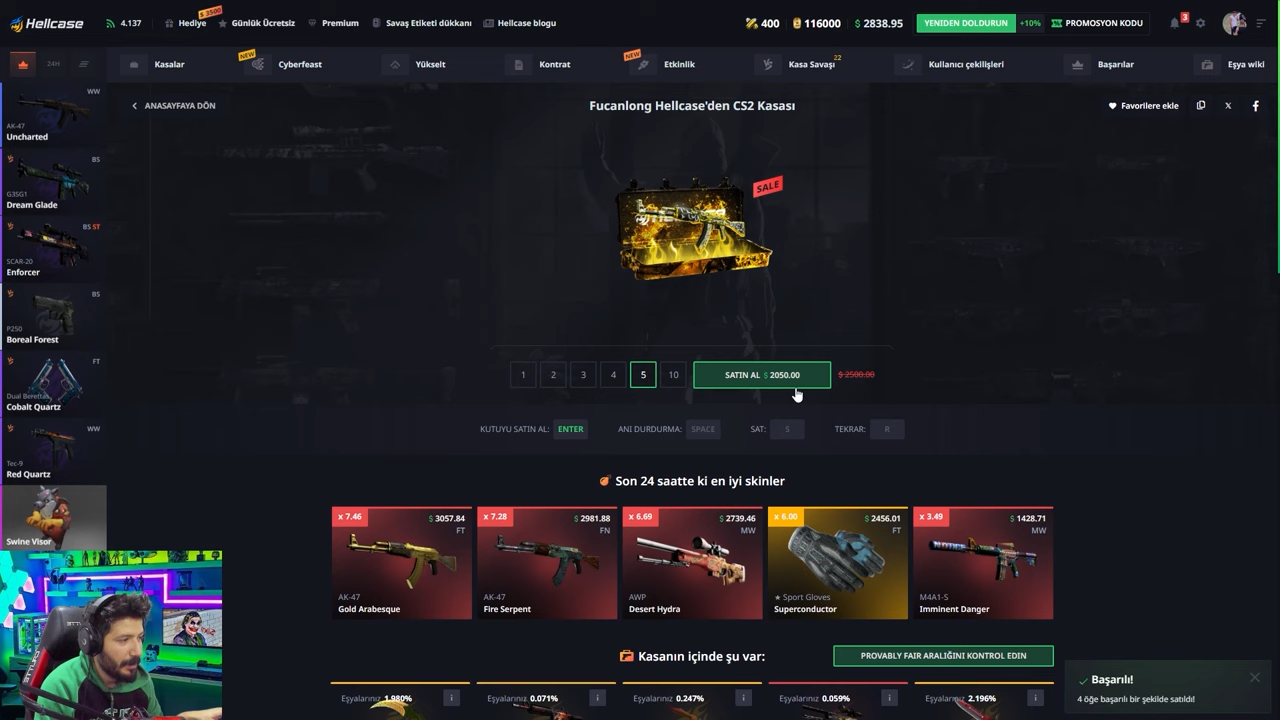 Hellcase
4.137
Hediye
$ 3500
Günlük Ücretsiz
Premium
Savaş Etiketi dükkanı
Hellcase blogu
400
116000
$ 2838.95
YENİDEN DOLDURUN
+10%
PROMOSYON KODU
3
24H
Kasalar
NEW
Cyberfeast
Yükselt
Kontrat
NEW
Etkinlik
Kasa Savaşı
22
Kullanıcı çekilişleri
Başarılar
Eşya wiki
ANASAYFAYA DÖN
Fucanlong Hellcase'den CS2 Kasası
Favorilere ekle
WW
AK-47
Uncharted
BS
G3SG1
Dream Glade
BS ST
SCAR-20
Enforcer
BS
P250
Boreal Forest
FT
Dual Berettas
Cobalt Quartz
WW
Tec-9
Red Quartz
Swine Visor
SALE
1 2 3 4 5 10
SATIN AL $ 2050.00
$ 2500.00
KUTUYU SATIN AL: ENTER
ANI DURDURMA: SPACE
SAT: S
TEKRAR: R
Son 24 saatte ki en iyi skinler
x 7.46
$ 3057.84
FT
AK-47
Gold Arabesque
x 7.28
$ 2981.88
FN
AK-47
Fire Serpent
x 6.69
$ 2739.46
MW
AWP
Desert Hydra
x 6.00
$ 2456.01
FT
★ Sport Gloves
Superconductor
x 3.49
$ 1428.71
MW
M4A1-S
Imminent Danger
Kasanın içinde şu var:
PROVABLY FAIR ARALIĞINI KONTROL EDIN
Eşyalarınız 1.980%
Eşyalarınız 0.071%
Eşyalarınız 0.247%
Eşyalarınız 0.059%
Eşyalarınız 2.196%
Başarılı!
4 öğe başarılı bir şekilde satıldı!